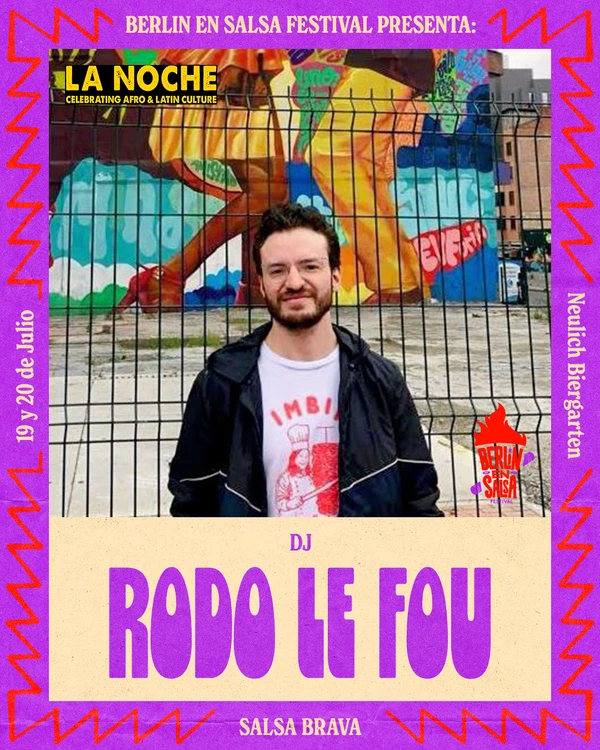 BERLIN EN SALSA FESTIVAL PRESENTA:
LA NOCHE
CELEBRATING AFRO & LATIN CULTURE
19 y 20 de Julio
Neulich Biergarten
BERLIN
EN
SALSA
FESTIVAL
DJ
RODO LE FOU
SALSA BRAVA